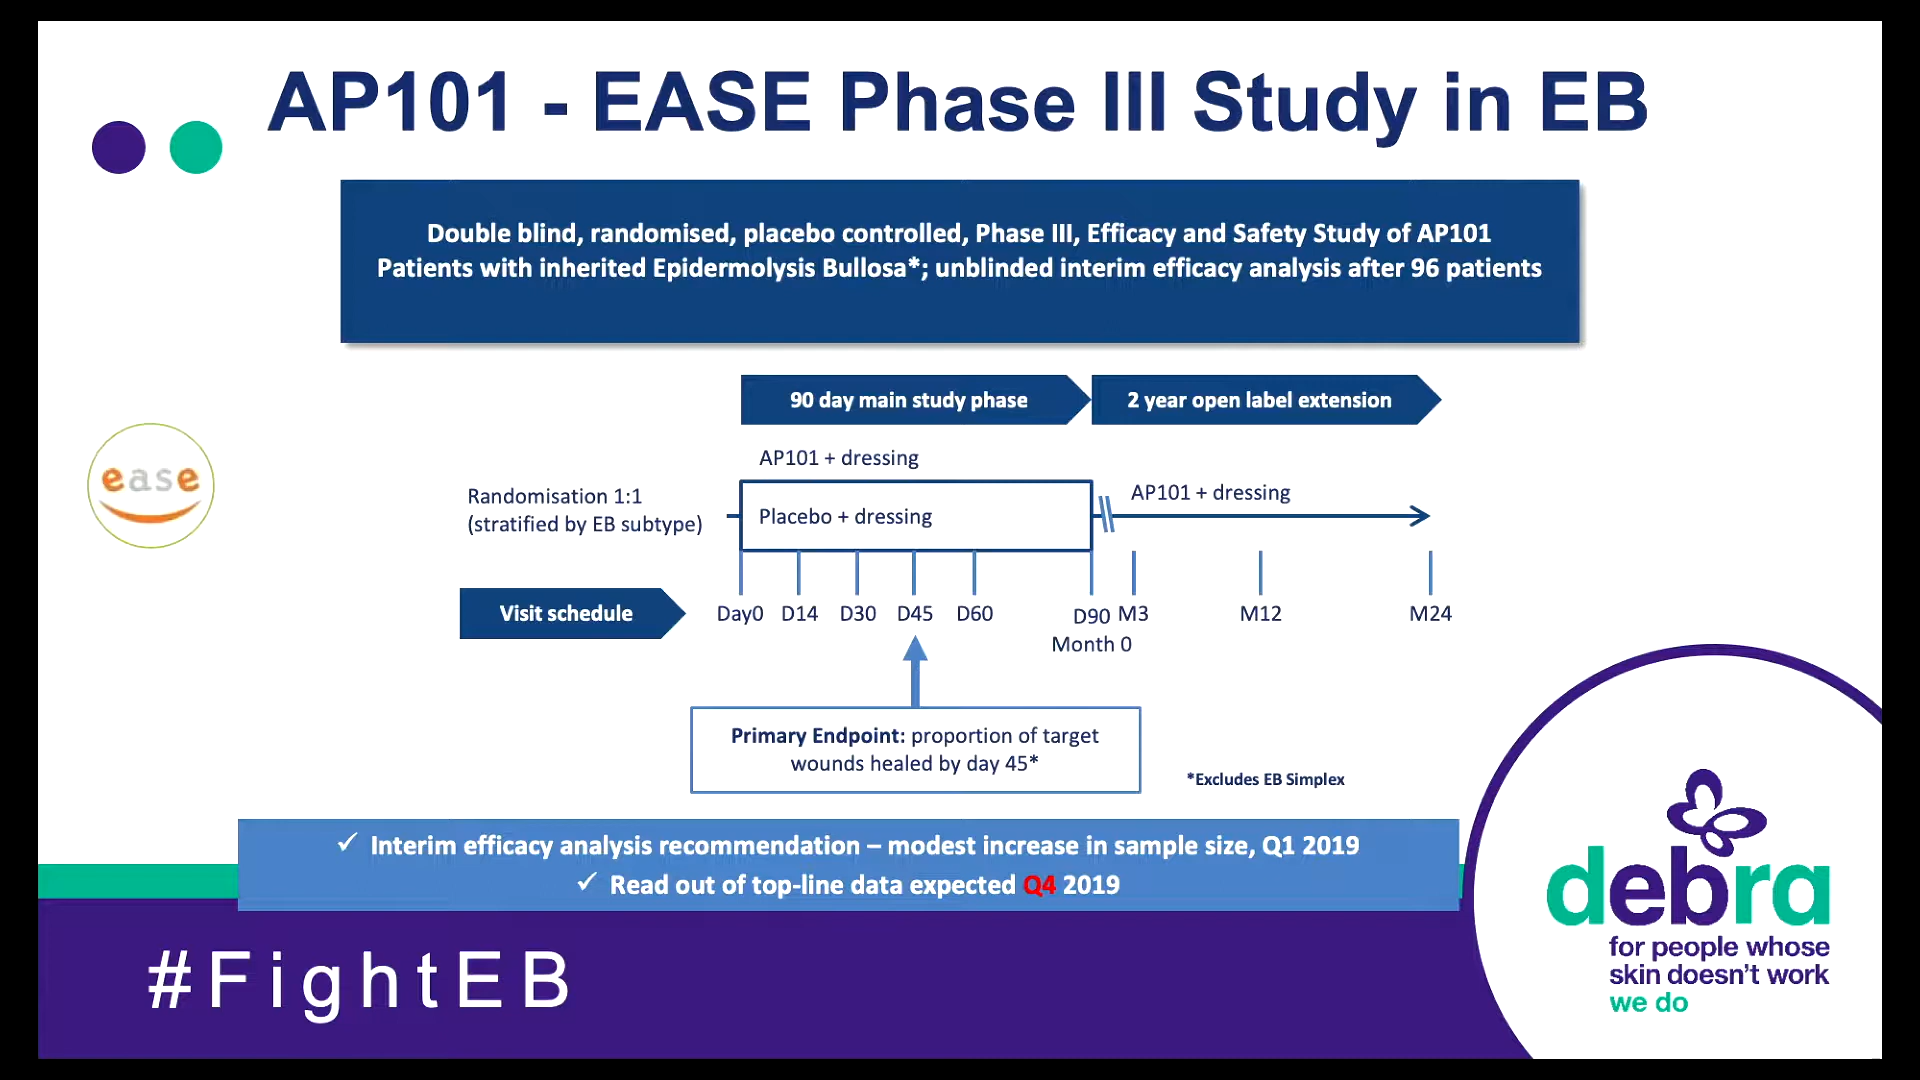 AP101 - EASE Phase III Study in EB
Double blind, randomised, placebo controlled, Phase III, Efficacy and Safety Study of AP101
Patients with inherited Epidermolysis Bullosa*; unblinded interim efficacy analysis after 96 patients
90 day main study phase
2 year open label extension
ease
AP101 + dressing
Randomisation 1:1
(stratified by EB subtype)
Placebo + dressing
AP101 + dressing
Visit schedule
Day0 D14 D30 D45 D60 D90 M3 M12 M24
Month 0
Primary Endpoint: proportion of target
wounds healed by day 45*
*Excludes EB Simplex
✓ Interim efficacy analysis recommendation – modest increase in sample size, Q1 2019
✓ Read out of top-line data expected Q4 2019
#FightEB
debra
for people whose
skin doesn't work
we do